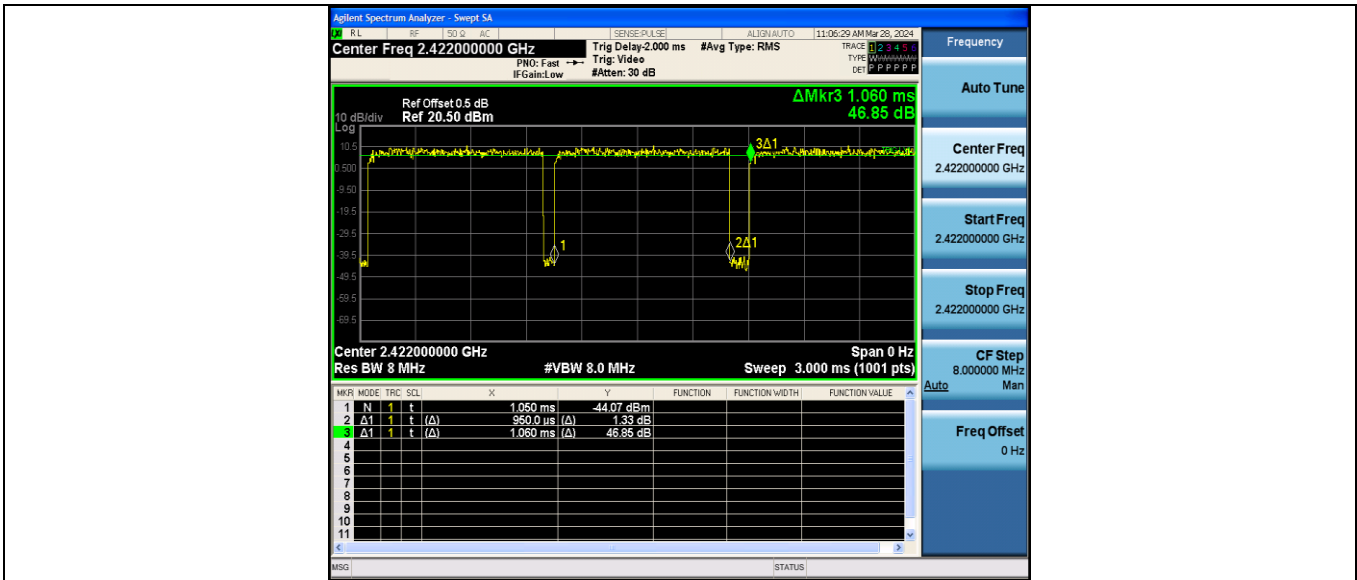 Agilent Spectrum Analyzer - Swept SA
RL RF 50 Ω AC SENSE:PULSE ALIGNAUTO 11:06:29 AM Mar 28, 2024
Center Freq 2.422000000 GHz
Trig Delay-2.000 ms #Avg Type: RMS
TRACE 1 2 3 4 5 6
PNO: Fast Trig: Video
TYPE
IFGain:Low #Atten: 30 dB
DET P P P P P P
ΔMkr3 1.060 ms
46.85 dB
Ref Offset 0.5 dB
10 dB/div Ref 20.50 dBm
Log
10.5
0.500
-9.50
-19.5
-29.5
-39.5
-49.5
-59.5
-69.5
1
2Δ1
3Δ1
Center 2.422000000 GHz Span 0 Hz
Res BW 8 MHz #VBW 8.0 MHz Sweep 3.000 ms (1001 pts)
MKR MODE TRC SCL X Y FUNCTION FUNCTION WIDTH FUNCTION VALUE
1 N 1 t 1.050 ms -44.07 dBm
2 Δ1 1 t (Δ) 950.0 µs (Δ) 1.33 dB
3 Δ1 1 t (Δ) 1.060 ms (Δ) 46.85 dB
4
5
6
7
8
9
10
11
MSG STATUS
Frequency
Auto Tune
Center Freq
2.422000000 GHz
Start Freq
2.422000000 GHz
Stop Freq
2.422000000 GHz
CF Step
8.000000 MHz
Auto Man
Freq Offset
0 Hz